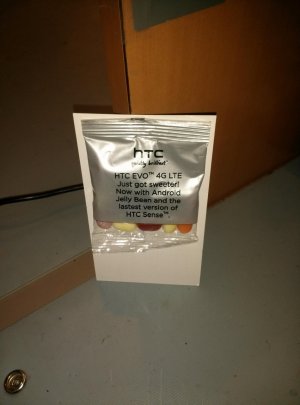 hTC
quietly brilliant
HTC EVO™ 4G LTE
Just got sweeter!
Now with Android
Jelly Bean and the
lastest version of
HTC Sense™.